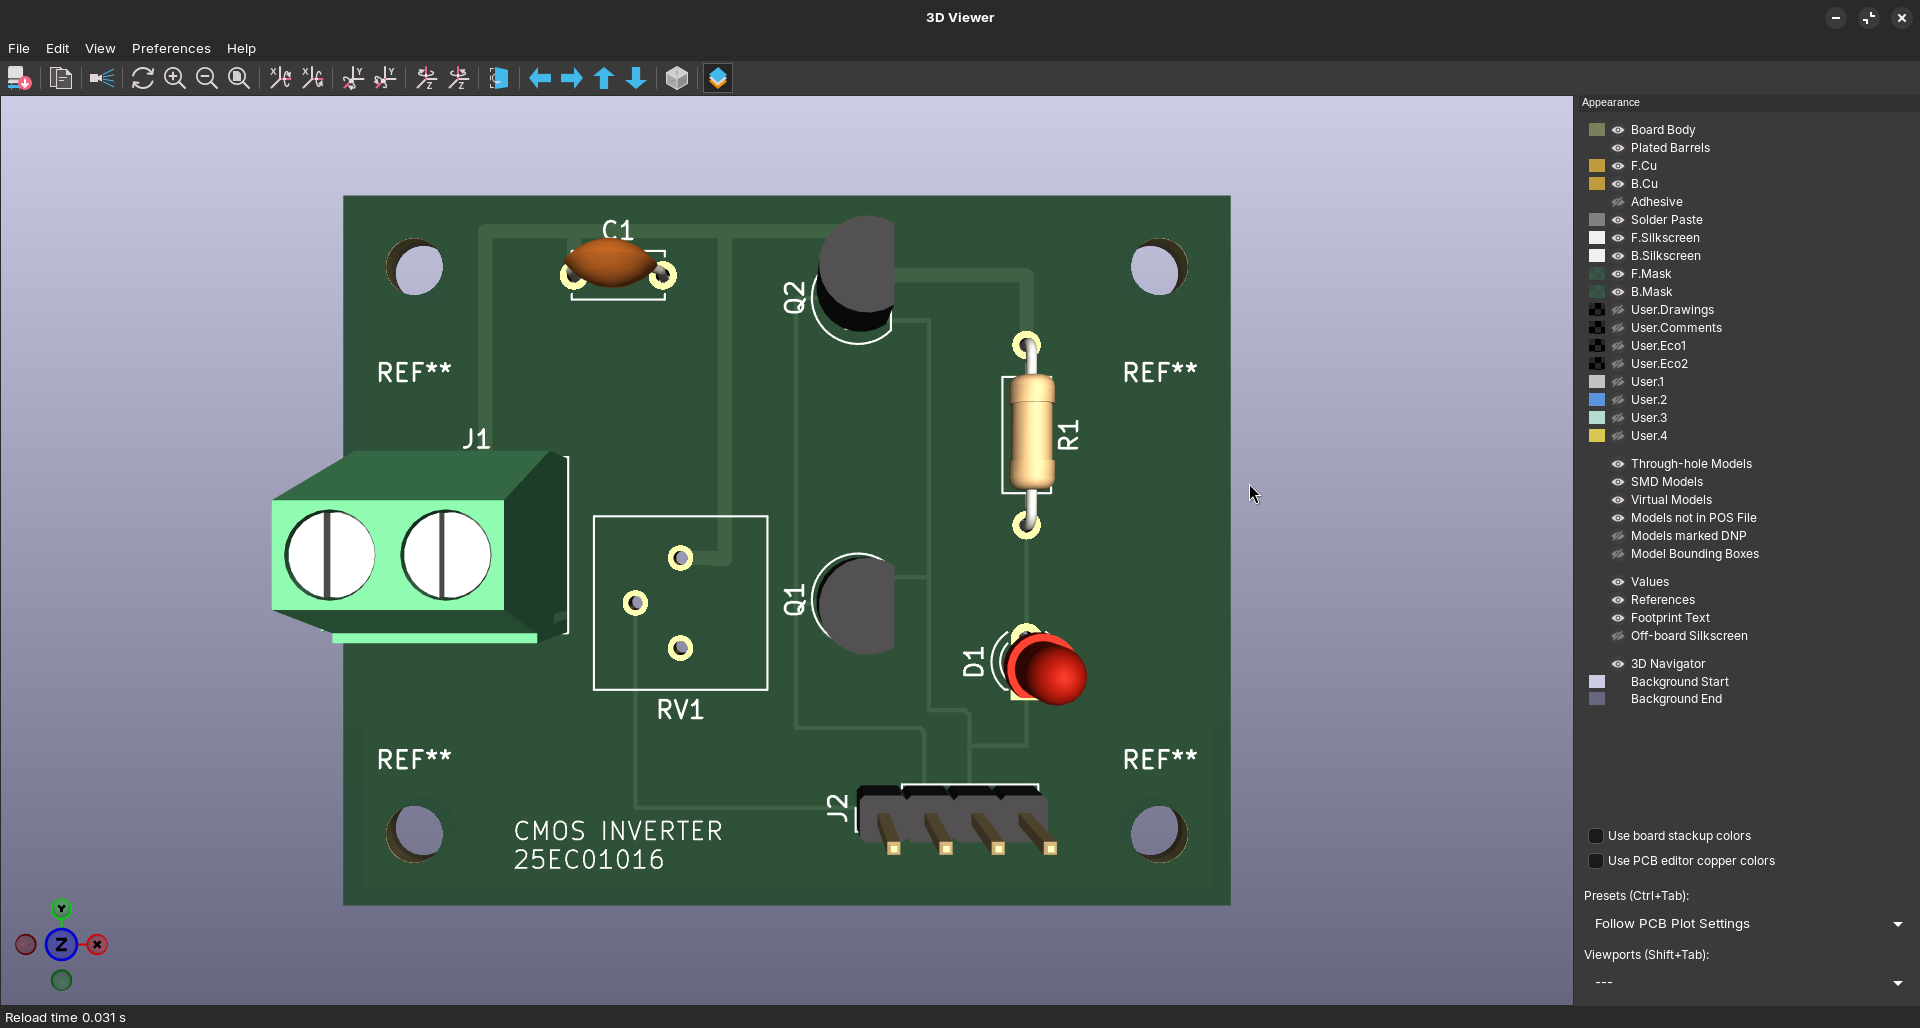 3D Viewer
File Edit View Preferences Help
Appearance
Board Body
Plated Barrels
F.Cu
B.Cu
Adhesive
Solder Paste
F.Silkscreen
B.Silkscreen
F.Mask
B.Mask
User.Drawings
User.Comments
User.Eco1
User.Eco2
User.1
User.2
User.3
User.4
Through-hole Models
SMD Models
Virtual Models
Models not in POS File
Models marked DNP
Model Bounding Boxes
Values
References
Footprint Text
Off-board Silkscreen
3D Navigator
Background Start
Background End
Use board stackup colors
Use PCB editor copper colors
Presets (Ctrl+Tab):
Follow PCB Plot Settings
Viewports (Shift+Tab):
---
C1
Q2
REF**
REF**
J1
R1
Q1
D1
RV1
REF**
REF**
J2
CMOS INVERTER
25EC01016
Y
Z X
Reload time 0.031 s